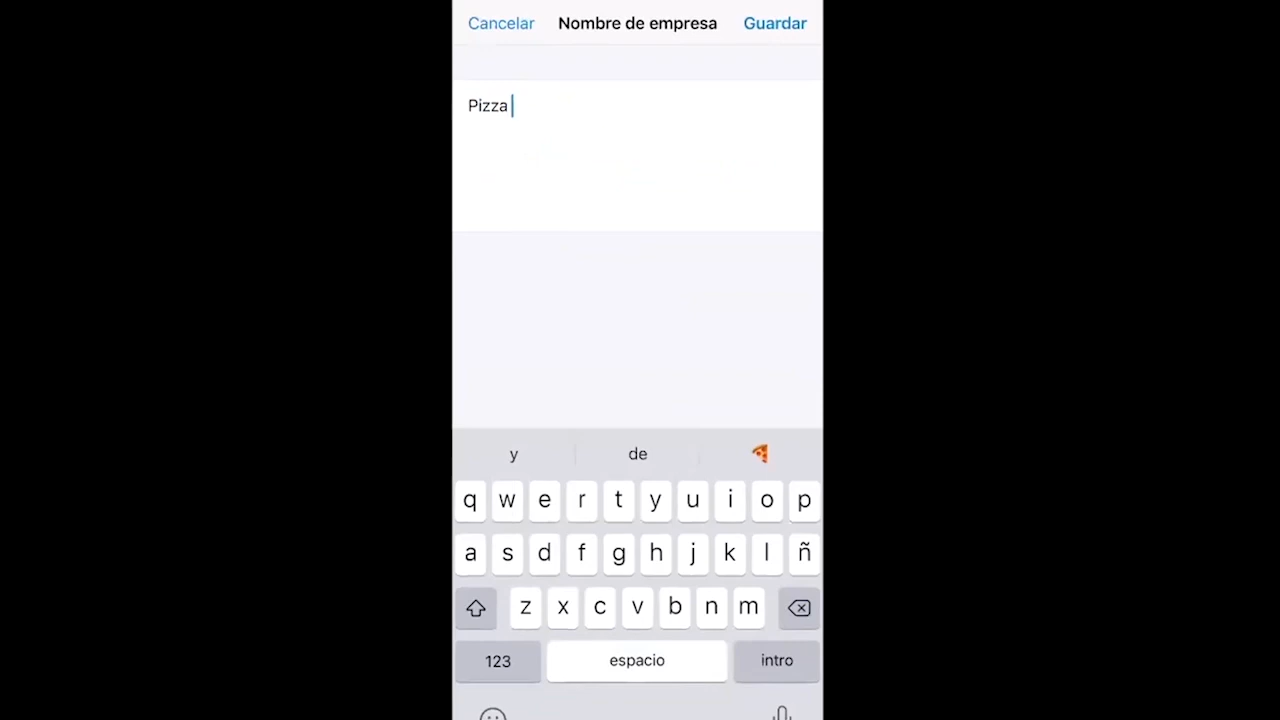 Cancelar Nombre de empresa Guardar
Pizza
y de 🍕
q w e r t y u i o p
a s d f g h j k l ñ
z x c v b n m
123 espacio intro